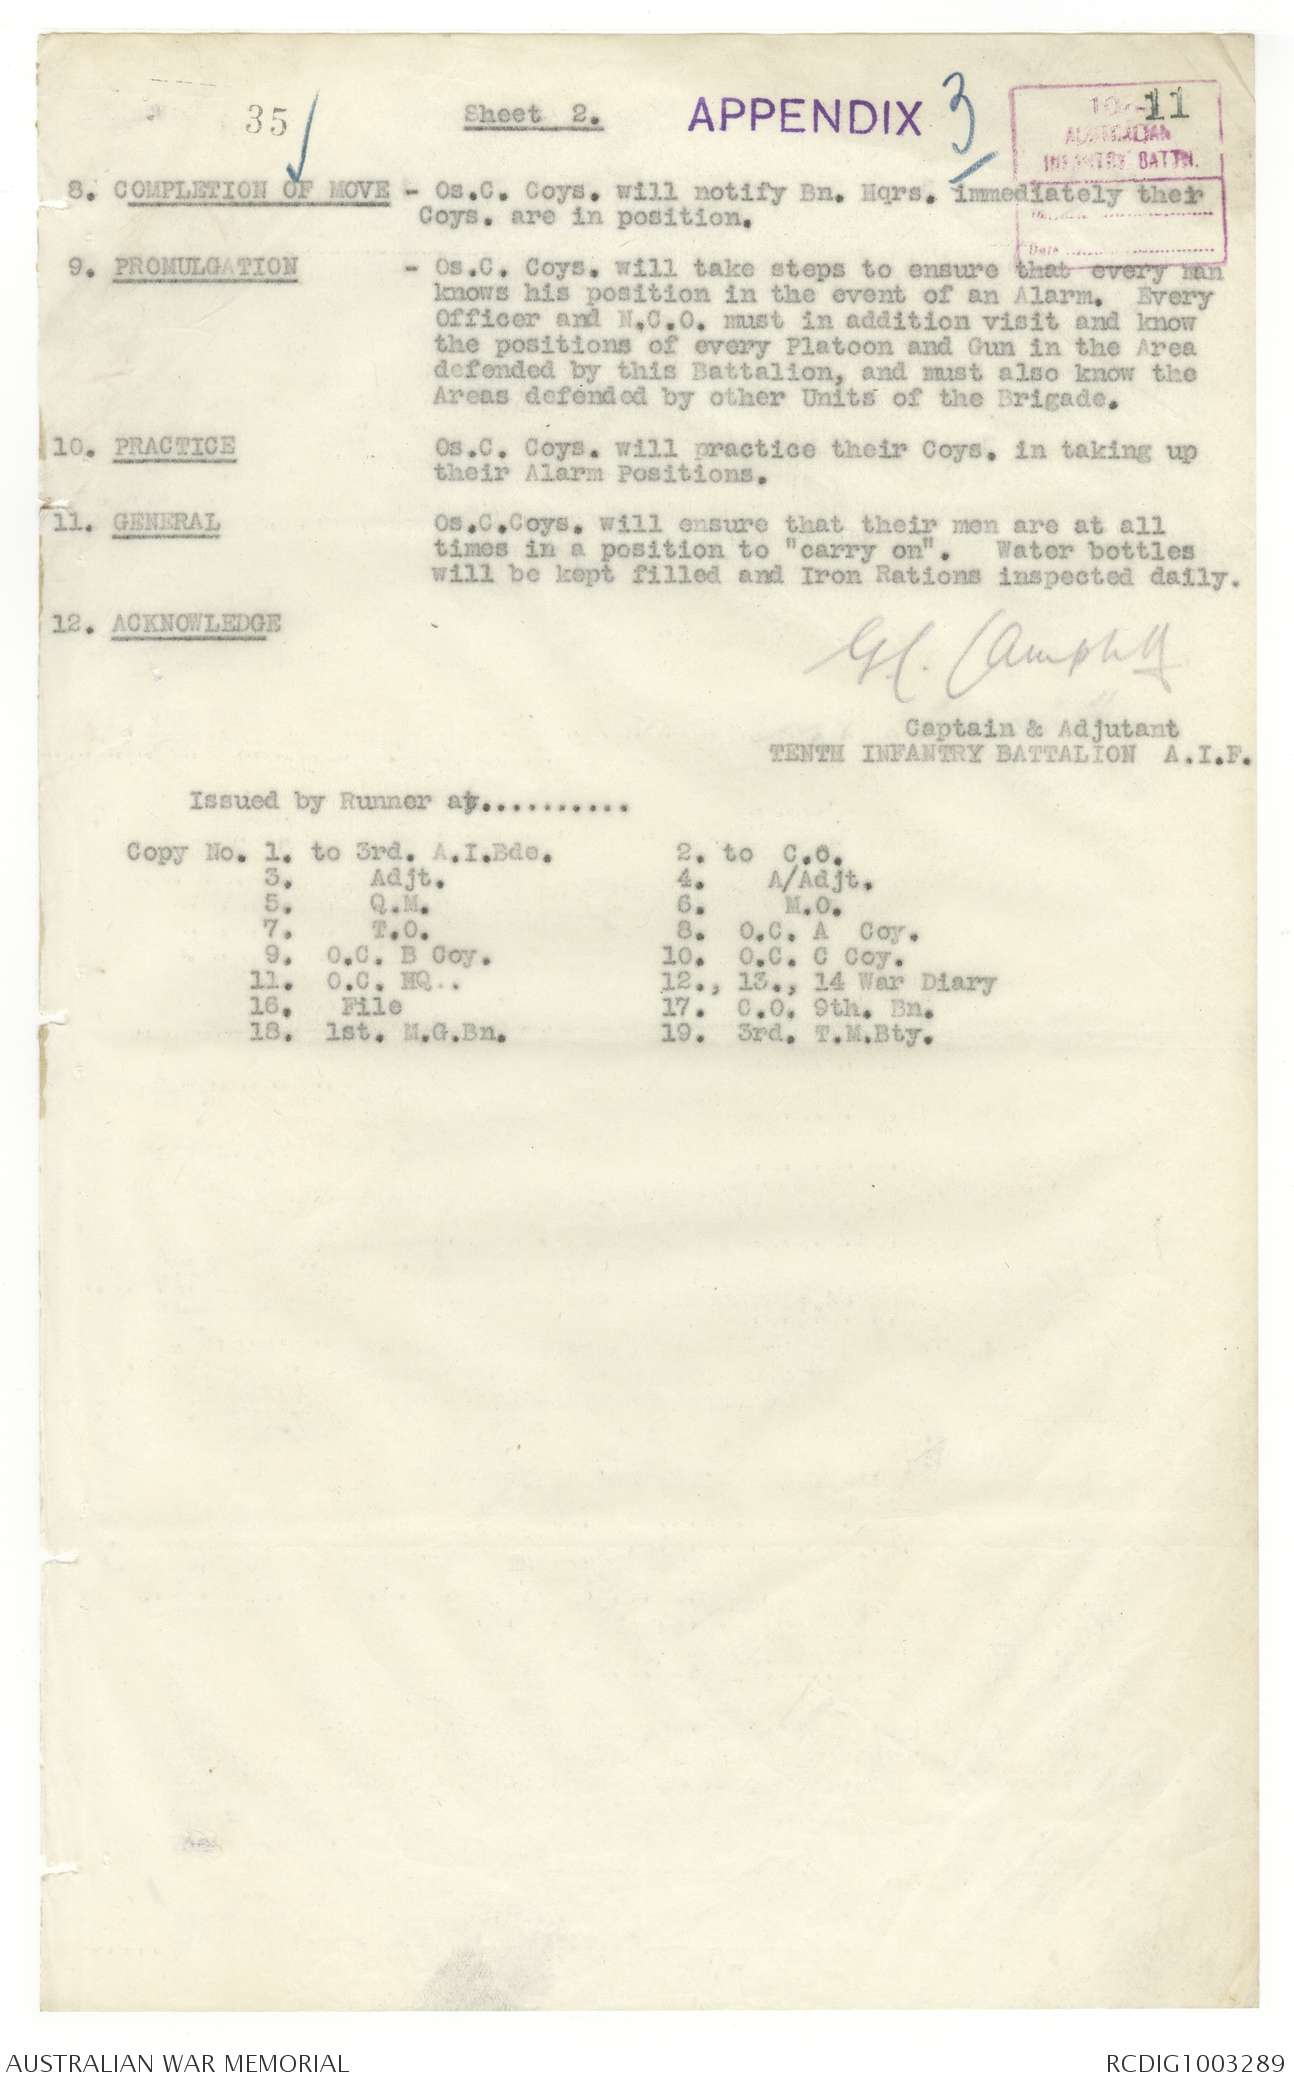 35
Sheet 2.
APPENDIX 3
11
AUSTRALIAN
INFANTRY BATTN.
Date
8. COMPLETION OF MOVE - Os.C. Coys. will notify Bn. Hqrs. immediately their
Coys. are in position.
9. PROMULGATION - Os.C. Coys. will take steps to ensure that every man
knows his position in the event of an Alarm. Every
Officer and N.C.O. must in addition visit and know
the positions of every Platoon and Gun in the Area
defended by this Battalion, and must also know the
Areas defended by other Units of the Brigade.
10. PRACTICE Os.C. Coys. will practice their Coys. in taking up
their Alarm Positions.
11. GENERAL Os.C.Coys. will ensure that their men are at all
times in a position to "carry on". Water bottles
will be kept filled and Iron Rations inspected daily.
12. ACKNOWLEDGE
G.C. Campbell
Captain & Adjutant
TENTH INFANTRY BATTALION A.I.F.
Issued by Runner at..........
Copy No. 1. to 3rd. A.I.Bde. 2. to C.O.
3. Adjt. 4. A/Adjt.
5. Q.M. 6. M.O.
7. T.O. 8. O.C. A Coy.
9. O.C. B Coy. 10. O.C. C Coy.
11. O.C. HQ.. 12., 13., 14 War Diary
16. File 17. C.O. 9th. Bn.
18. 1st. M.G.Bn. 19. 3rd. T.M.Bty.
AUSTRALIAN WAR MEMORIAL
RCDIG1003289